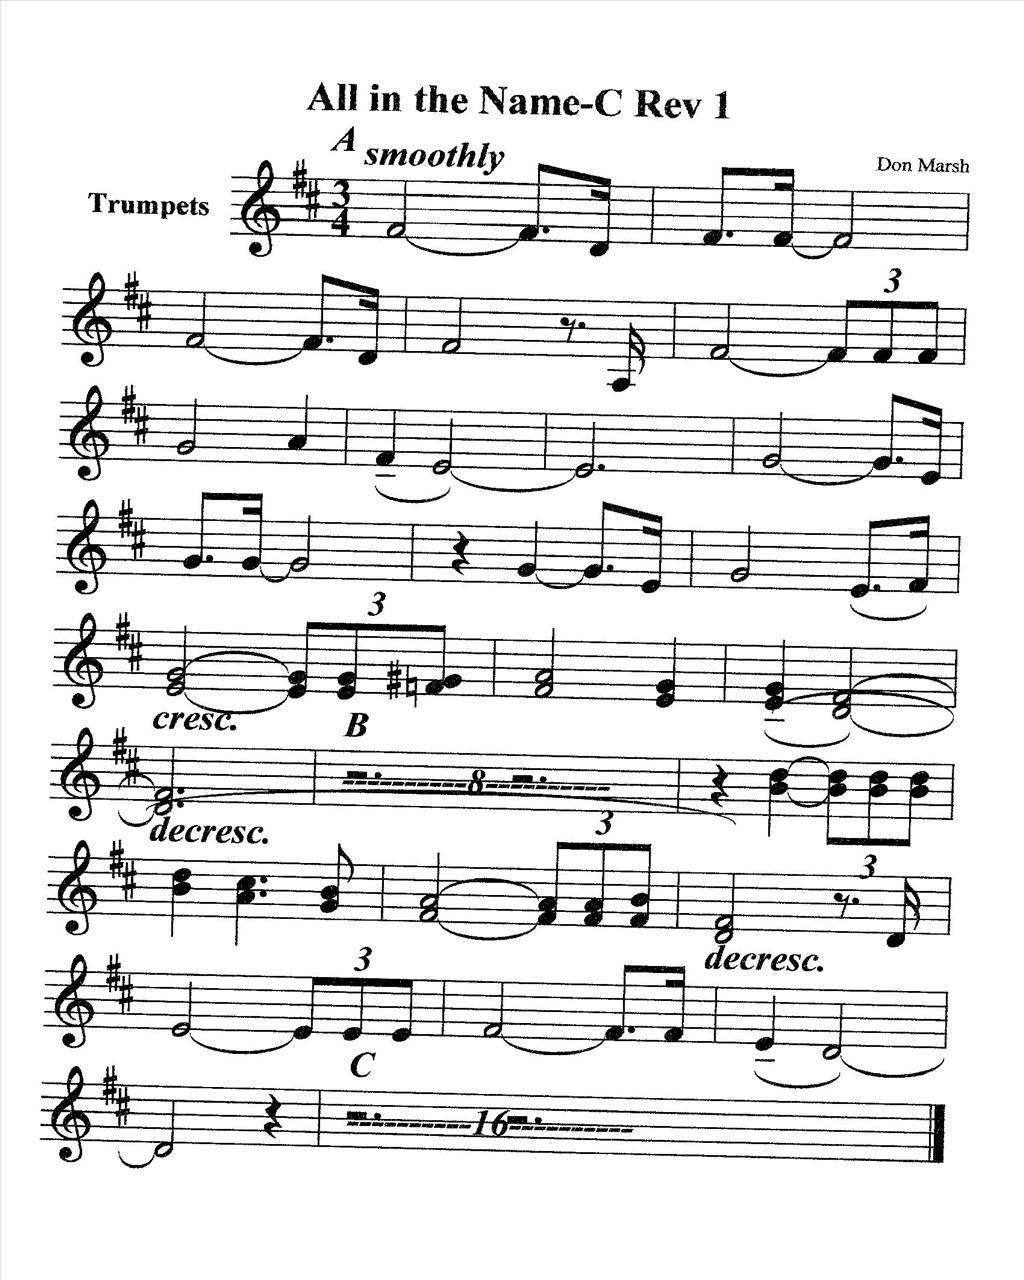 All in the Name-C Rev 1
A smoothly
Don Marsh
Trumpets
3
4
3
3
cresc.
B
8
decresc.
3
3
decresc.
3
C
16